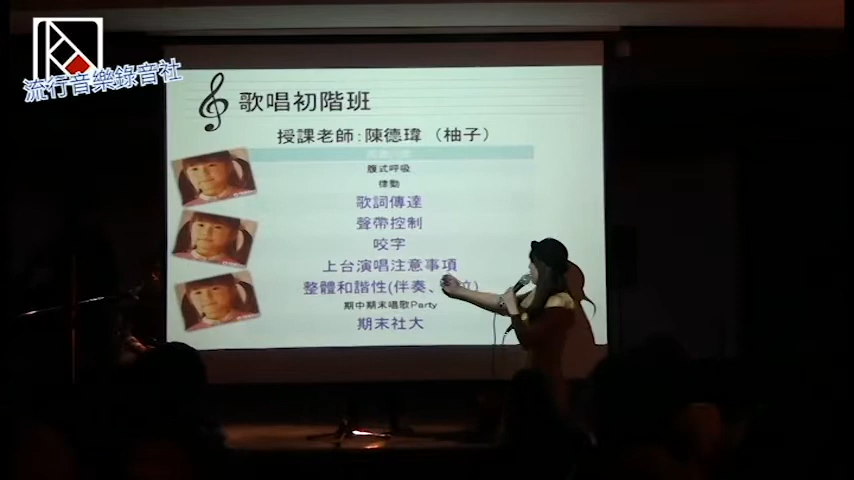 流行音樂錄音社
歌唱初階班
授課老師:陳德瑋（柚子）
腹式呼吸
律動
歌詞傳達
聲帶控制
咬字
上台演唱注意事項
整體和諧性(伴奏、
期中期末唱歌Party
期末社大